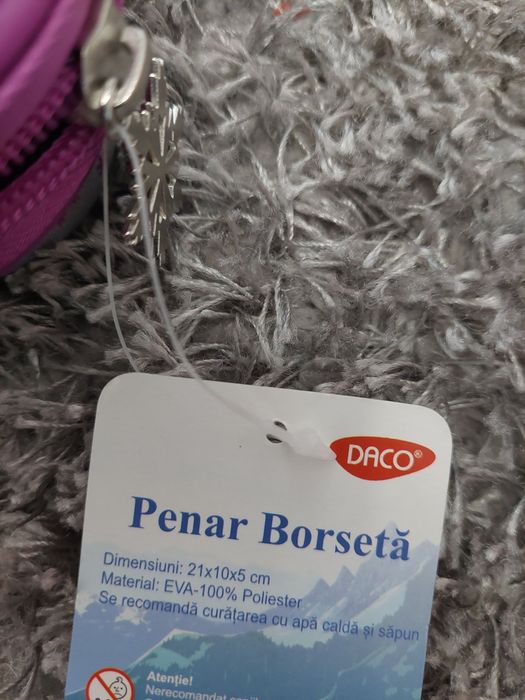 DACO®
Penar Borsetă
Dimensiuni: 21x10x5 cm
Material: EVA-100% Poliester
Se recomandă curățarea cu apă caldă și săpun
Atenție!
Nerecomandat